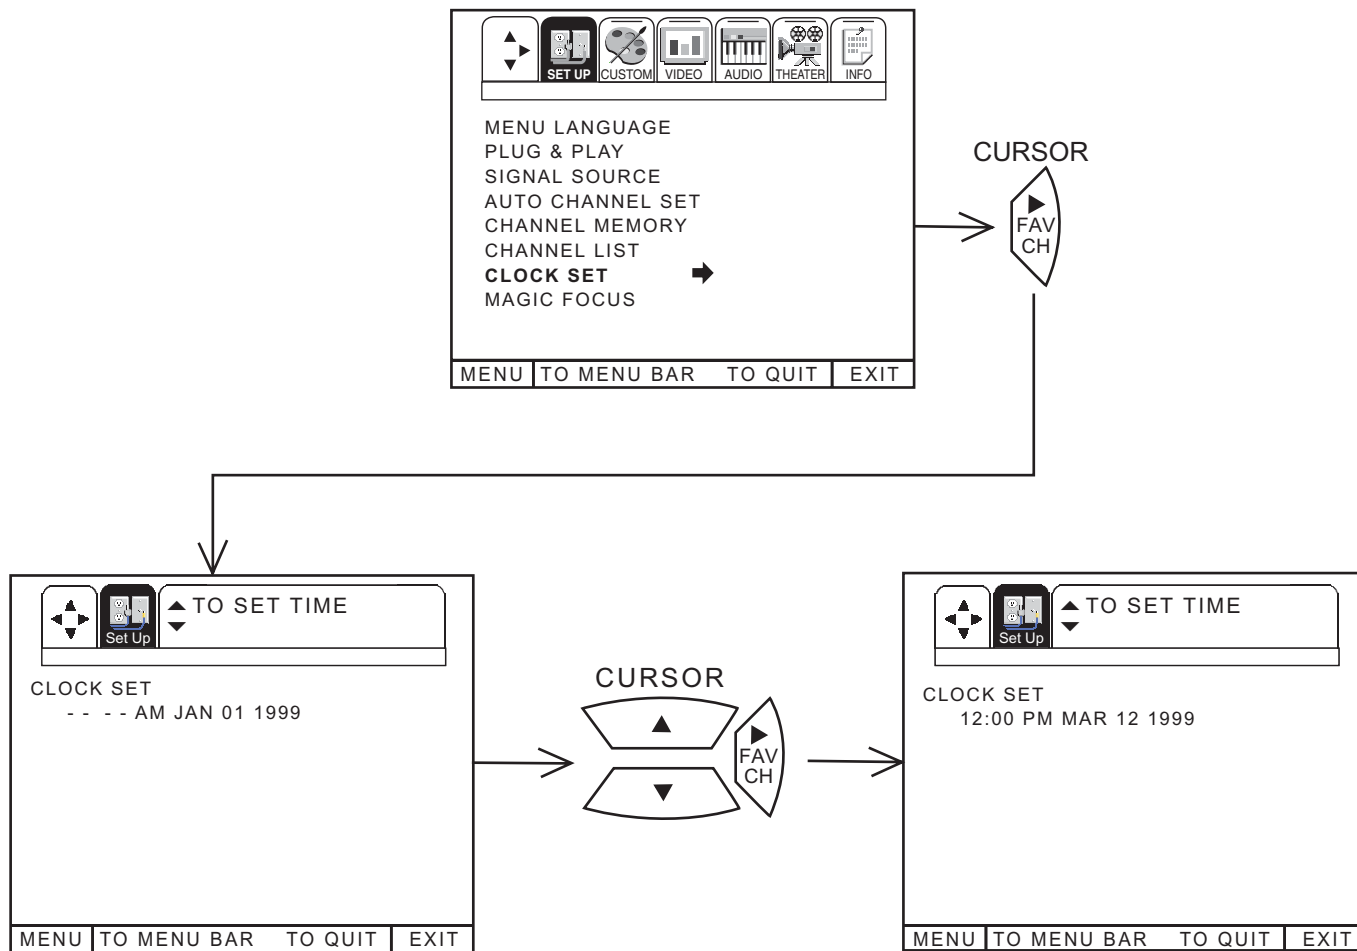 SET UP CUSTOM VIDEO AUDIO THEATER INFO
MENU LANGUAGE
PLUG & PLAY
SIGNAL SOURCE
AUTO CHANNEL SET
CHANNEL MEMORY
CHANNEL LIST
CLOCK SET
MAGIC FOCUS
MENU TO MENU BAR TO QUIT EXIT
CURSOR
FAV
CH
Set Up TO SET TIME
CLOCK SET
- - - - AM JAN 01 1999
MENU TO MENU BAR TO QUIT EXIT
CURSOR
FAV
CH
Set Up TO SET TIME
CLOCK SET
12:00 PM MAR 12 1999
MENU TO MENU BAR TO QUIT EXIT